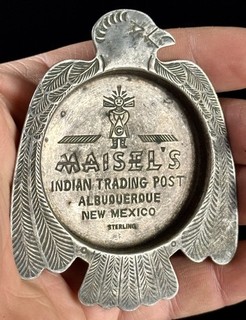 MAISEL'S
INDIAN TRADING POST
ALBUQUERQUE
NEW MEXICO
STERLING